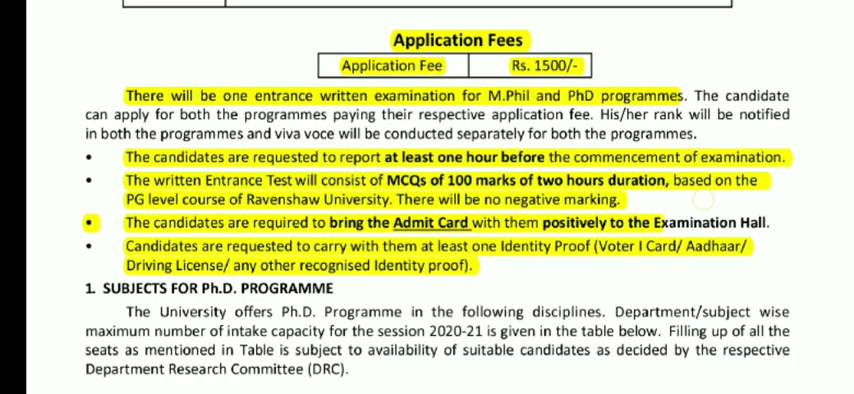 Application Fees
Application Fee Rs. 1500/-
There will be one entrance written examination for M.Phil and PhD programmes. The candidate
can apply for both the programmes paying their respective application fee. His/her rank will be notified
in both the programmes and viva voce will be conducted separately for both the programmes.
• The candidates are requested to report at least one hour before the commencement of examination.
• The written Entrance Test will consist of MCQs of 100 marks of two hours duration, based on the
PG level course of Ravenshaw University. There will be no negative marking.
• The candidates are required to bring the Admit Card with them positively to the Examination Hall.
• Candidates are requested to carry with them at least one Identity Proof (Voter I Card/ Aadhaar/
Driving License/ any other recognised Identity proof).
1. SUBJECTS FOR Ph.D. PROGRAMME
The University offers Ph.D. Programme in the following disciplines. Department/subject wise
maximum number of intake capacity for the session 2020-21 is given in the table below. Filling up of all the
seats as mentioned in Table is subject to availability of suitable candidates as decided by the respective
Department Research Committee (DRC).